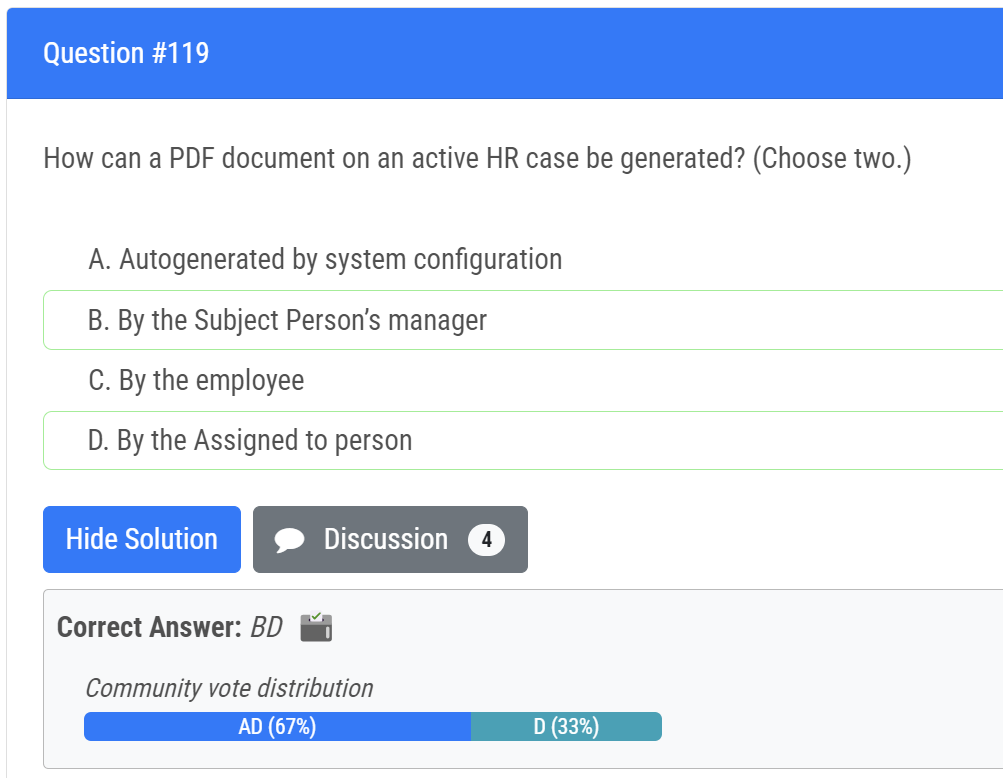 Question #119
How can a PDF document on an active HR case be generated? (Choose two.)
A. Autogenerated by system configuration
B. By the Subject Person’s manager
C. By the employee
D. By the Assigned to person
Hide Solution
Discussion 4
Correct Answer: BD
Community vote distribution
AD (67%)
D (33%)